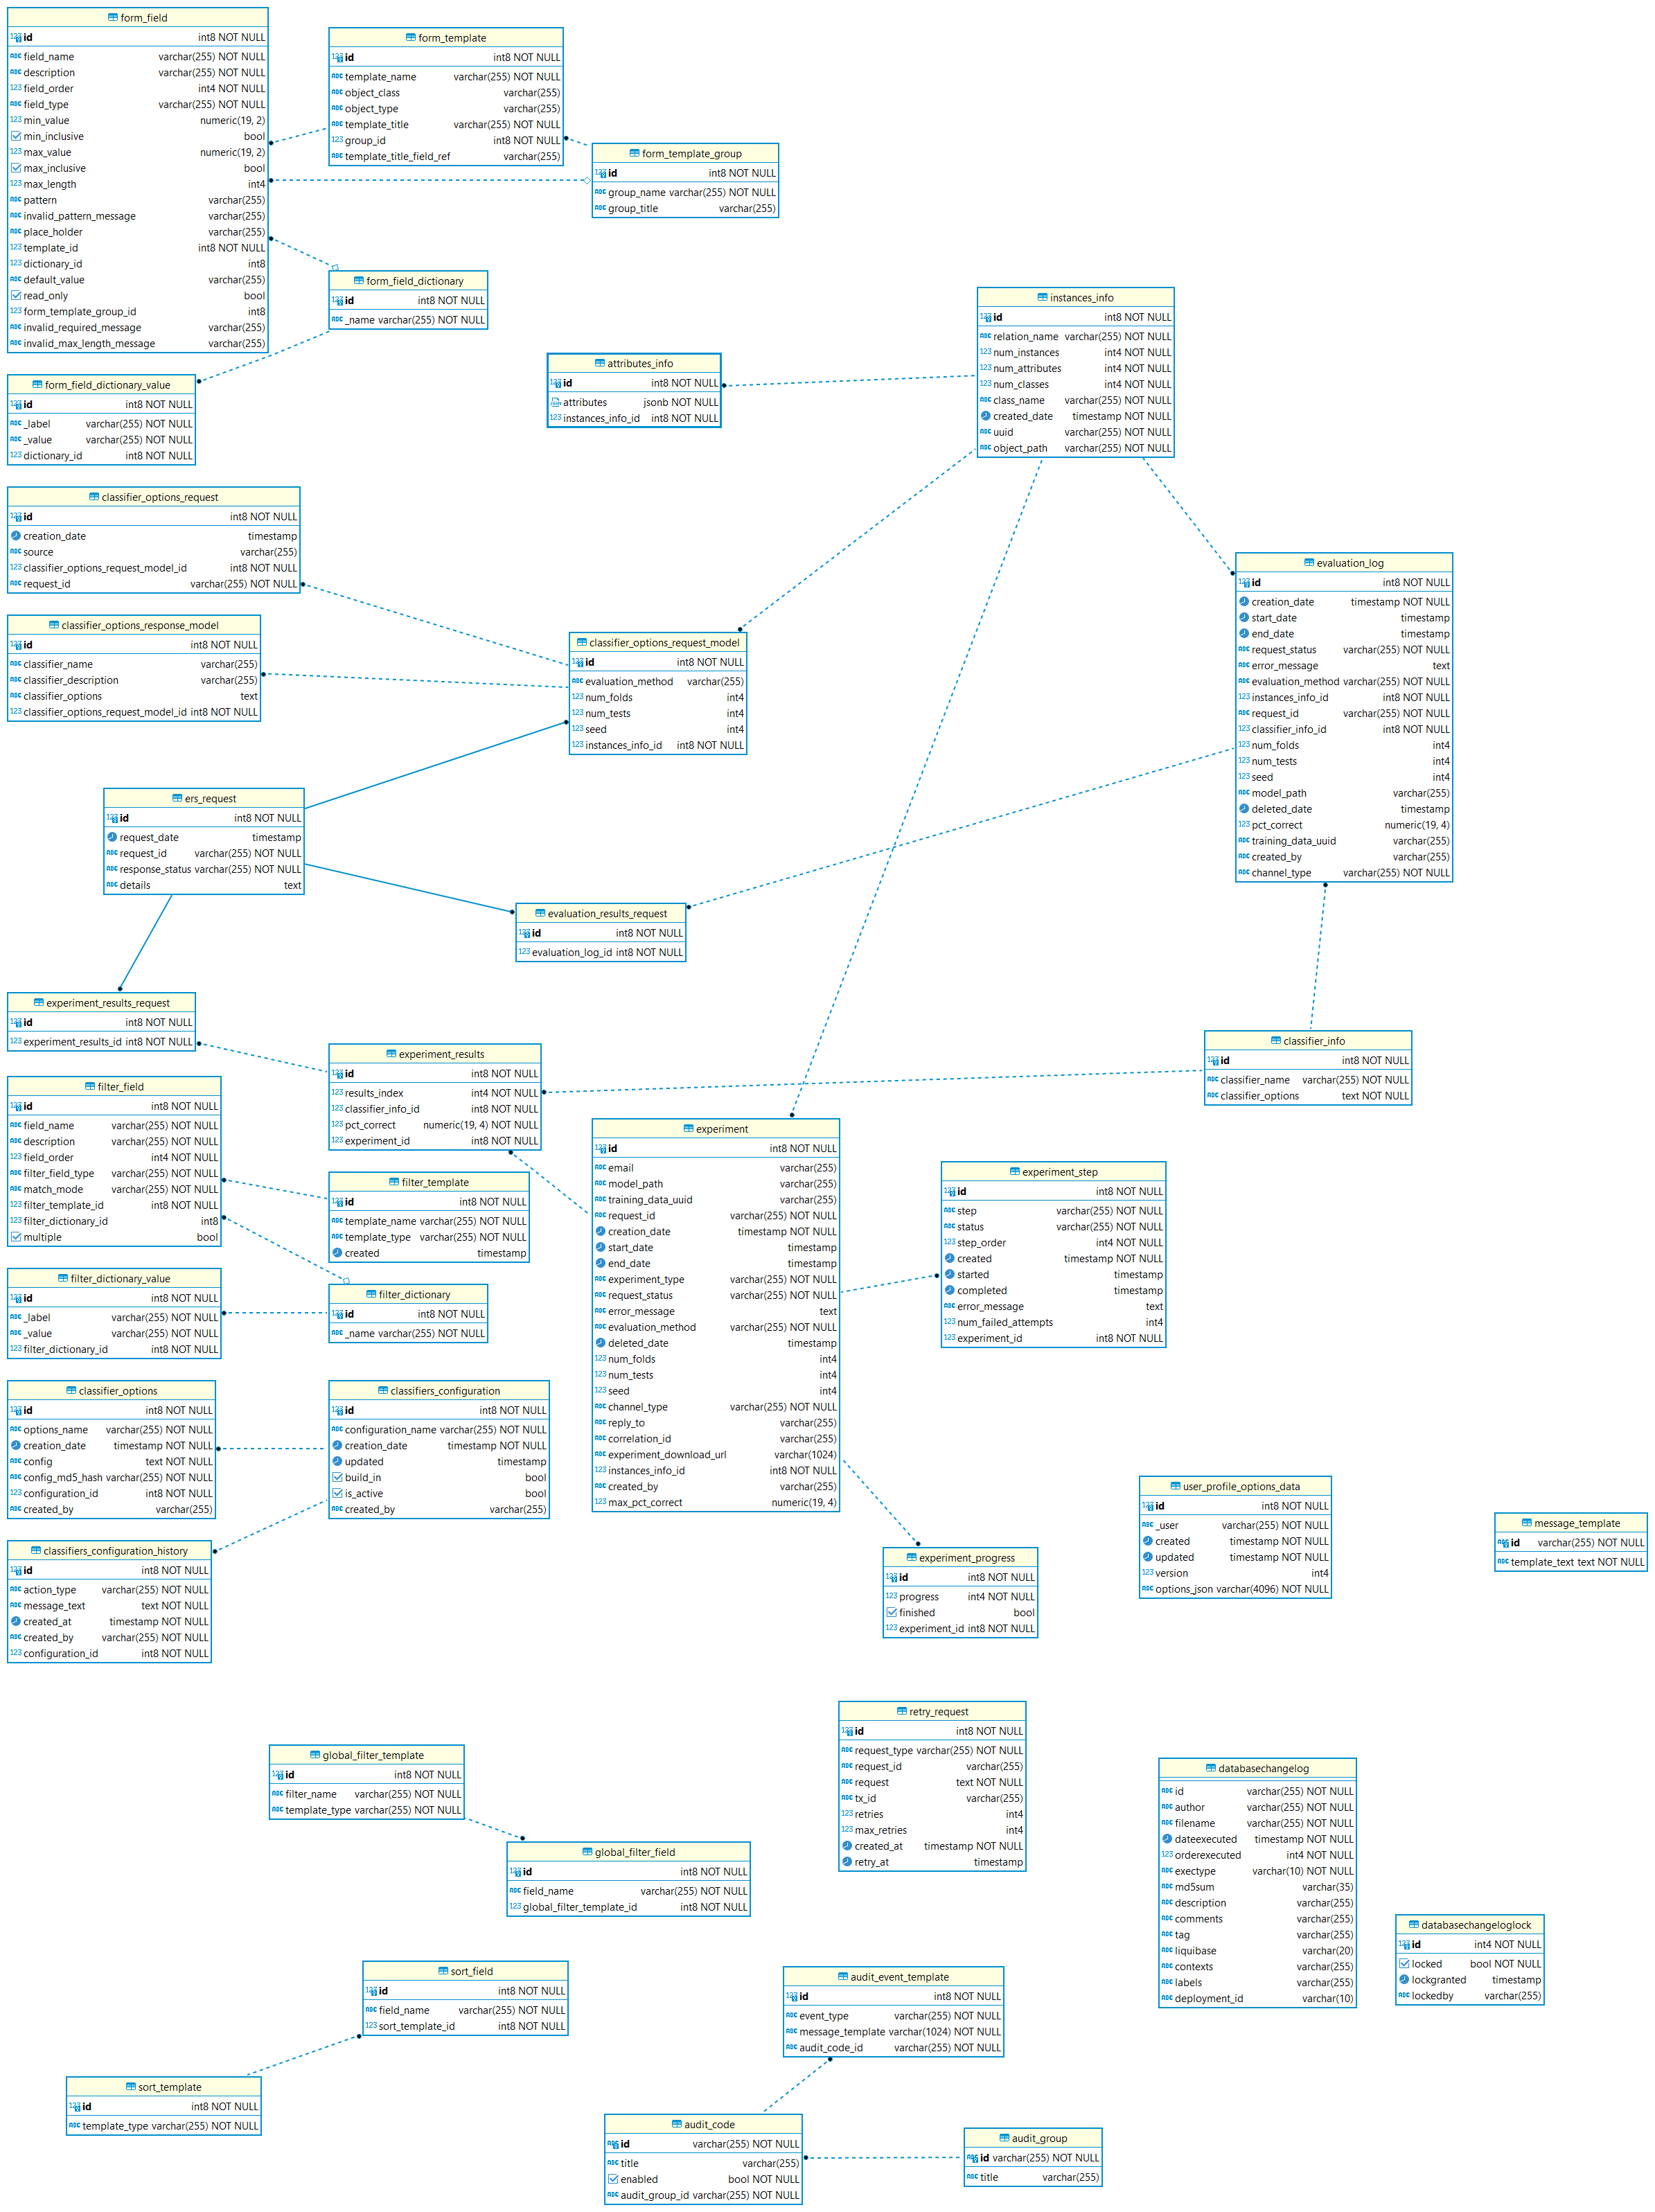 form_field
id int8 NOT NULL
field_name varchar(255) NOT NULL
description varchar(255) NOT NULL
field_order int4 NOT NULL
field_type varchar(255) NOT NULL
min_value numeric(19, 2)
min_inclusive bool
max_value numeric(19, 2)
max_inclusive bool
max_length int4
pattern varchar(255)
invalid_pattern_message varchar(255)
place_holder varchar(255)
template_id int8 NOT NULL
dictionary_id int8
default_value varchar(255)
read_only bool
form_template_group_id int8
invalid_required_message varchar(255)
invalid_max_length_message varchar(255)
form_template
id int8 NOT NULL
template_name varchar(255) NOT NULL
object_class varchar(255)
object_type varchar(255)
template_title varchar(255) NOT NULL
group_id int8 NOT NULL
template_title_field_ref varchar(255)
form_template_group
id int8 NOT NULL
group_name varchar(255) NOT NULL
group_title varchar(255)
form_field_dictionary
id int8 NOT NULL
_name varchar(255) NOT NULL
form_field_dictionary_value
id int8 NOT NULL
_label varchar(255) NOT NULL
_value varchar(255) NOT NULL
dictionary_id int8 NOT NULL
attributes_info
id int8 NOT NULL
attributes jsonb NOT NULL
instances_info_id int8 NOT NULL
instances_info
id int8 NOT NULL
relation_name varchar(255) NOT NULL
num_instances int4 NOT NULL
num_attributes int4 NOT NULL
num_classes int4 NOT NULL
class_name varchar(255) NOT NULL
created_date timestamp NOT NULL
uuid varchar(255) NOT NULL
object_path varchar(255) NOT NULL
classifier_options_request
id int8 NOT NULL
creation_date timestamp
source varchar(255)
classifier_options_request_model_id int8 NOT NULL
request_id varchar(255) NOT NULL
classifier_options_response_model
id int8 NOT NULL
classifier_name varchar(255)
classifier_description varchar(255)
classifier_options text
classifier_options_request_model_id int8 NOT NULL
classifier_options_request_model
id int8 NOT NULL
evaluation_method varchar(255)
num_folds int4
num_tests int4
seed int4
instances_info_id int8 NOT NULL
evaluation_log
id int8 NOT NULL
creation_date timestamp NOT NULL
start_date timestamp
end_date timestamp
request_status varchar(255) NOT NULL
error_message text
evaluation_method varchar(255) NOT NULL
instances_info_id int8 NOT NULL
request_id varchar(255) NOT NULL
classifier_info_id int8 NOT NULL
num_folds int4
num_tests int4
seed int4
model_path varchar(255)
deleted_date timestamp
pct_correct numeric(19, 4)
training_data_uuid varchar(255)
created_by varchar(255)
channel_type varchar(255) NOT NULL
ers_request
id int8 NOT NULL
request_date timestamp
request_id varchar(255) NOT NULL
response_status varchar(255) NOT NULL
details text
evaluation_results_request
id int8 NOT NULL
evaluation_log_id int8 NOT NULL
experiment_results_request
id int8 NOT NULL
experiment_results_id int8 NOT NULL
experiment_results
id int8 NOT NULL
results_index int4 NOT NULL
classifier_info_id int8 NOT NULL
pct_correct numeric(19, 4) NOT NULL
experiment_id int8 NOT NULL
classifier_info
id int8 NOT NULL
classifier_name varchar(255) NOT NULL
classifier_options text NOT NULL
filter_field
id int8 NOT NULL
field_name varchar(255) NOT NULL
description varchar(255) NOT NULL
field_order int4 NOT NULL
filter_field_type varchar(255) NOT NULL
match_mode varchar(255) NOT NULL
filter_template_id int8 NOT NULL
filter_dictionary_id int8
multiple bool
filter_template
id int8 NOT NULL
template_name varchar(255) NOT NULL
template_type varchar(255) NOT NULL
created timestamp
filter_dictionary_value
id int8 NOT NULL
_label varchar(255) NOT NULL
_value varchar(255) NOT NULL
filter_dictionary_id int8 NOT NULL
filter_dictionary
id int8 NOT NULL
_name varchar(255) NOT NULL
experiment
id int8 NOT NULL
email varchar(255)
model_path varchar(255)
training_data_uuid varchar(255)
request_id varchar(255) NOT NULL
creation_date timestamp NOT NULL
start_date timestamp
end_date timestamp
experiment_type varchar(255) NOT NULL
request_status varchar(255) NOT NULL
error_message text
evaluation_method varchar(255) NOT NULL
deleted_date timestamp
num_folds int4
num_tests int4
seed int4
channel_type varchar(255) NOT NULL
reply_to varchar(255)
correlation_id varchar(255)
experiment_download_url varchar(1024)
instances_info_id int8 NOT NULL
created_by varchar(255)
max_pct_correct numeric(19, 4)
experiment_step
id int8 NOT NULL
step varchar(255) NOT NULL
status varchar(255) NOT NULL
step_order int4 NOT NULL
created timestamp NOT NULL
started timestamp
completed timestamp
error_message text
num_failed_attempts int4
experiment_id int8 NOT NULL
classifier_options
id int8 NOT NULL
options_name varchar(255) NOT NULL
creation_date timestamp NOT NULL
config text NOT NULL
config_md5_hash varchar(255) NOT NULL
configuration_id int8 NOT NULL
created_by varchar(255)
classifiers_configuration
id int8 NOT NULL
configuration_name varchar(255) NOT NULL
creation_date timestamp NOT NULL
updated timestamp
build_in bool
is_active bool
created_by varchar(255)
classifiers_configuration_history
id int8 NOT NULL
action_type varchar(255) NOT NULL
message_text text NOT NULL
created_at timestamp NOT NULL
created_by varchar(255) NOT NULL
configuration_id int8 NOT NULL
experiment_progress
id int8 NOT NULL
progress int4 NOT NULL
finished bool
experiment_id int8 NOT NULL
user_profile_options_data
id int8 NOT NULL
_user varchar(255) NOT NULL
created timestamp NOT NULL
updated timestamp NOT NULL
version int4
options_json varchar(4096) NOT NULL
message_template
id varchar(255) NOT NULL
template_text text NOT NULL
retry_request
id int8 NOT NULL
request_type varchar(255) NOT NULL
request_id varchar(255)
request text NOT NULL
tx_id varchar(255)
retries int4
max_retries int4
created_at timestamp NOT NULL
retry_at timestamp
global_filter_template
id int8 NOT NULL
filter_name varchar(255) NOT NULL
template_type varchar(255) NOT NULL
global_filter_field
id int8 NOT NULL
field_name varchar(255) NOT NULL
global_filter_template_id int8 NOT NULL
databasechangelog
id varchar(255) NOT NULL
author varchar(255) NOT NULL
filename varchar(255) NOT NULL
dateexecuted timestamp NOT NULL
orderexecuted int4 NOT NULL
exectype varchar(10) NOT NULL
md5sum varchar(35)
description varchar(255)
comments varchar(255)
tag varchar(255)
liquibase varchar(20)
contexts varchar(255)
labels varchar(255)
deployment_id varchar(10)
databasechangeloglock
id int4 NOT NULL
locked bool NOT NULL
lockgranted timestamp
lockedby varchar(255)
sort_field
id int8 NOT NULL
field_name varchar(255) NOT NULL
sort_template_id int8 NOT NULL
sort_template
id int8 NOT NULL
template_type varchar(255) NOT NULL
audit_event_template
id int8 NOT NULL
event_type varchar(255) NOT NULL
message_template varchar(1024) NOT NULL
audit_code_id varchar(255) NOT NULL
audit_code
id varchar(255) NOT NULL
title varchar(255)
enabled bool NOT NULL
audit_group_id varchar(255) NOT NULL
audit_group
id varchar(255) NOT NULL
title varchar(255)